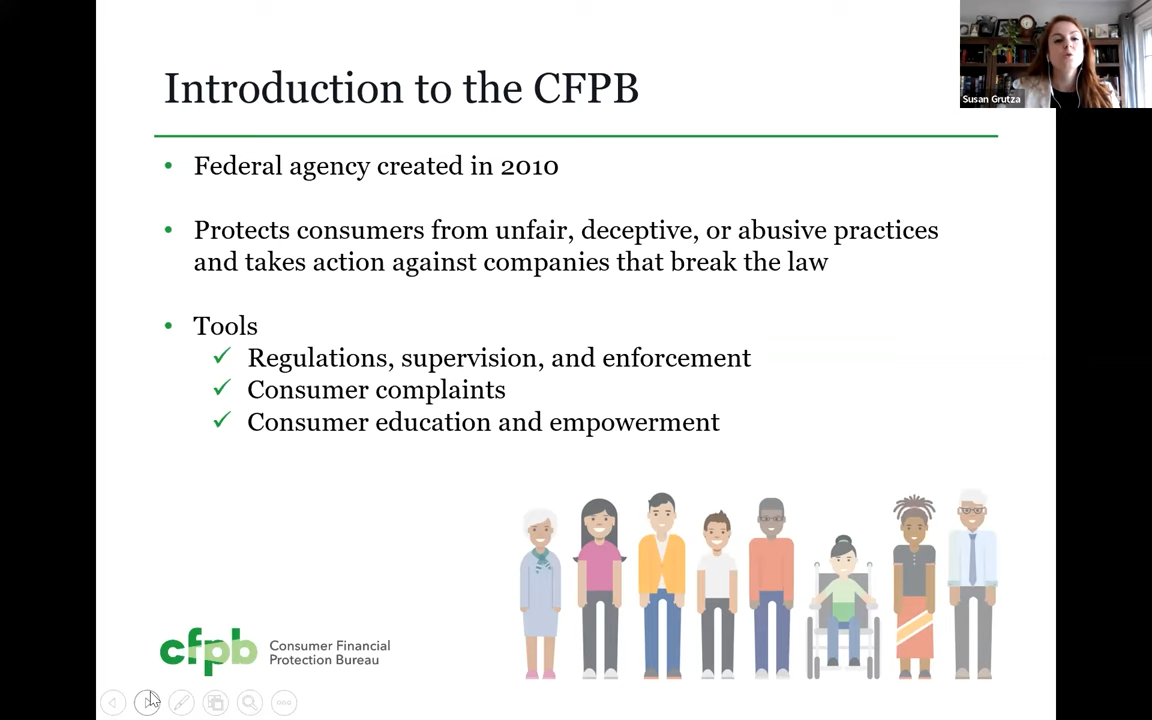 Introduction to the CFPB
Susan Grutza
• Federal agency created in 2010
• Protects consumers from unfair, deceptive, or abusive practices
and takes action against companies that break the law
• Tools
✓ Regulations, supervision, and enforcement
✓ Consumer complaints
✓ Consumer education and empowerment
cfpb
Consumer Financial
Protection Bureau